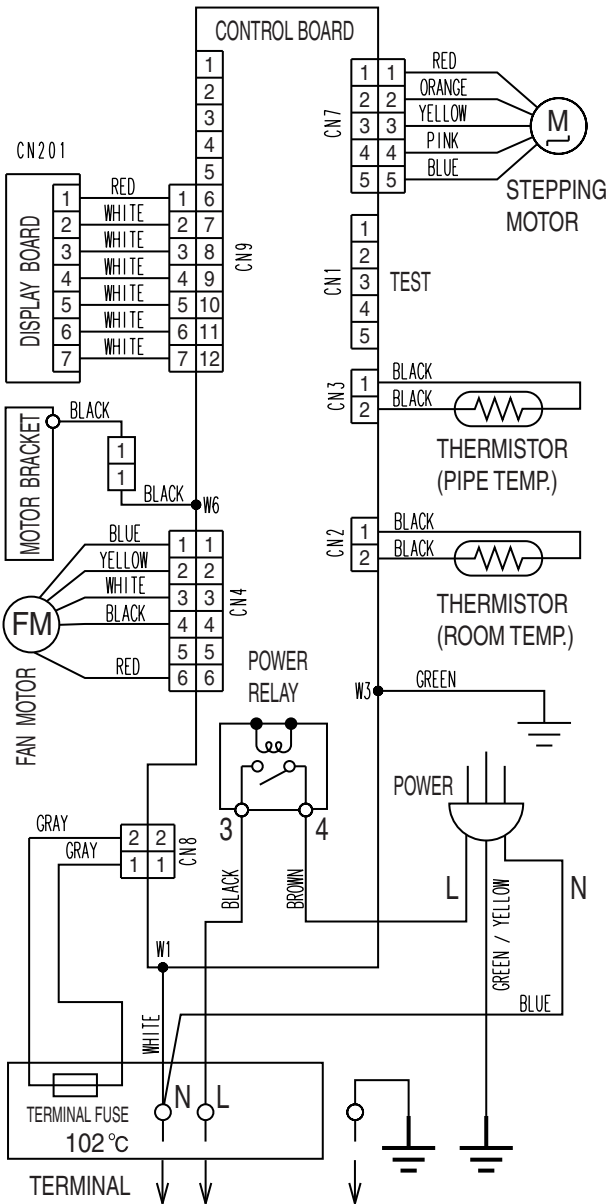 CONTROL BOARD
1
2
3
4
5
CN201
DISPLAY BOARD
1 RED 1 6
2 WHITE 2 7
3 WHITE 3 8
4 WHITE 4 9
5 WHITE 5 10
6 WHITE 6 11
7 WHITE 7 12
CN9
CN7
1 1 RED
2 2 ORANGE
3 3 YELLOW
4 4 PINK
5 5 BLUE
M
STEPPING
MOTOR
CN1
1
2
3
4
5
TEST
CN3
1 BLACK
2 BLACK
THERMISTOR
(PIPE TEMP.)
MOTOR BRACKET
BLACK
1
1
BLACK
W6
CN2
1 BLACK
2 BLACK
THERMISTOR
(ROOM TEMP.)
FM
FAN MOTOR
BLUE 1 1
YELLOW 2 2
WHITE 3 3
BLACK 4 4
5 5
RED 6 6
CN4
POWER
RELAY
3 4
BLACK
BROWN
W3
GREEN
POWER
L
N
GREEN / YELLOW
BLUE
GRAY 2 2
GRAY 1 1
CN8
W1
WHITE
N L
TERMINAL FUSE
102℃
TERMINAL